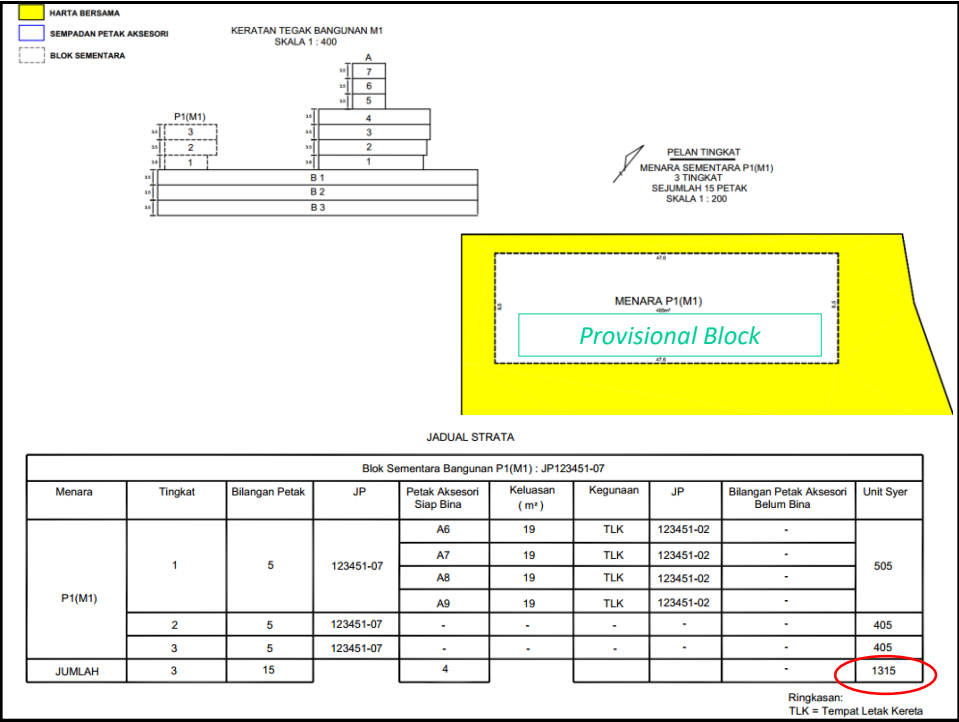 HARTA BERSAMA
SEMPADAN PETAK AKSESORI
BLOK SEMENTARA
KERATAN TEGAK BANGUNAN M1
SKALA 1 : 400
A
7
6
5
4
3
2
1
P1(M1)
3
2
1
B 1
B 2
B 3
PELAN TINGKAT
MENARA SEMENTARA P1(M1)
3 TINGKAT
SEJUMLAH 15 PETAK
SKALA 1 : 200
47.6
MENARA P1(M1)
Provisional Block
47.6
JADUAL STRATA
Blok Sementara Bangunan P1(M1) : JP123451-07
Menara Tingkat Bilangan Petak JP Petak Aksesori Siap Bina Keluasan ( m² ) Kegunaan JP Bilangan Petak Aksesori Belum Bina Unit Syer
P1(M1) 1 5 123451-07 A6 19 TLK 123451-02 - 505
A7 19 TLK 123451-02 -
A8 19 TLK 123451-02 -
A9 19 TLK 123451-02 -
2 5 123451-07 - - - - - 405
3 5 123451-07 - - - - - 405
JUMLAH 3 15 4 - 1315
Ringkasan:
TLK = Tempat Letak Kereta